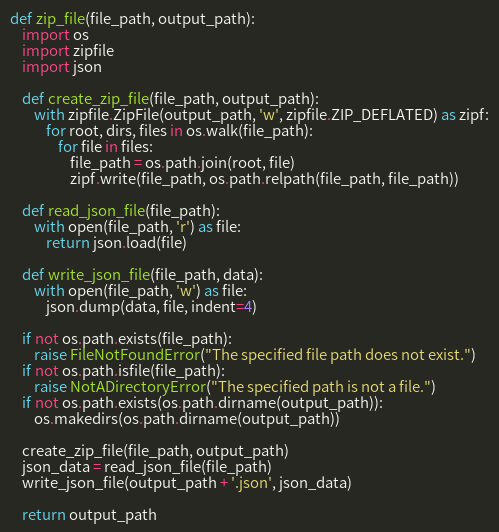 def zip_file(file_path, output_path):
    import os
    import zipfile
    import json

    def create_zip_file(file_path, output_path):
        with zipfile.ZipFile(output_path, 'w', zipfile.ZIP_DEFLATED) as zipf:
            for root, dirs, files in os.walk(file_path):
                for file in files:
                    file_path = os.path.join(root, file)
                    zipf.write(file_path, os.path.relpath(file_path, file_path))

    def read_json_file(file_path):
        with open(file_path, 'r') as file:
            return json.load(file)

    def write_json_file(file_path, data):
        with open(file_path, 'w') as file:
            json.dump(data, file, indent=4)

    if not os.path.exists(file_path):
        raise FileNotFoundError("The specified file path does not exist.")
    if not os.path.isfile(file_path):
        raise NotADirectoryError("The specified path is not a file.")
    if not os.path.exists(os.path.dirname(output_path)):
        os.makedirs(os.path.dirname(output_path))

    create_zip_file(file_path, output_path)
    json_data = read_json_file(file_path)
    write_json_file(output_path + '.json', json_data)

    return output_path